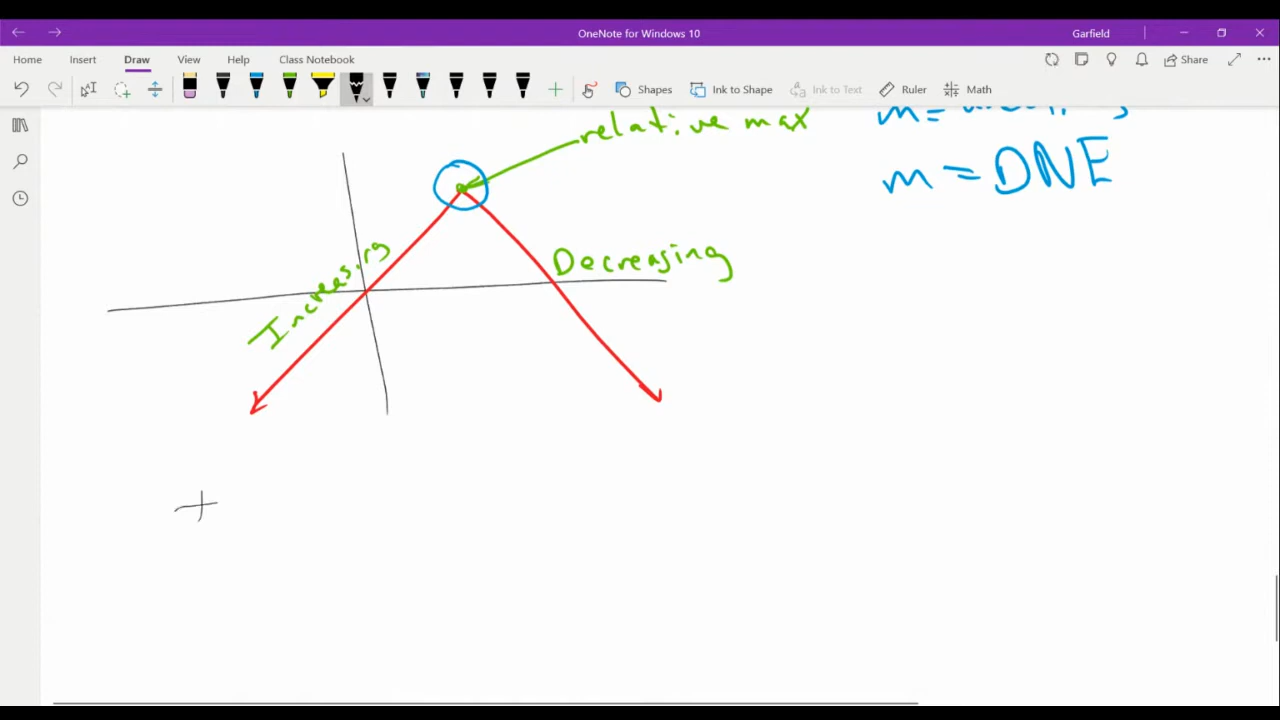 OneNote for Windows 10
Garfield
Home Insert Draw View Help Class Notebook
Share
Shapes Ink to Shape Ink to Text Ruler Math
relative max
m =
m = DNE
Increasing
Decreasing
+